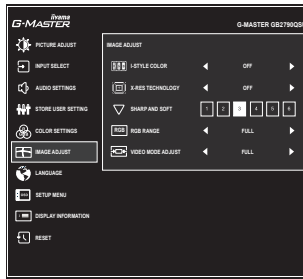 iiyama
G-MASTER
G-MASTER GB2790QSU
PICTURE ADJUST
INPUT SELECT
AUDIO SETTINGS
STORE USER SETTING
COLOR SETTINGS
IMAGE ADJUST
LANGUAGE
SETUP MENU
DISPLAY INFORMATION
RESET
IMAGE ADJUST
I-STYLE COLOR OFF
X-RES TECHNOLOGY OFF
SHARP AND SOFT 1 2 3 4 5 6
RGB RGB RANGE FULL
VIDEO MODE ADJUST FULL